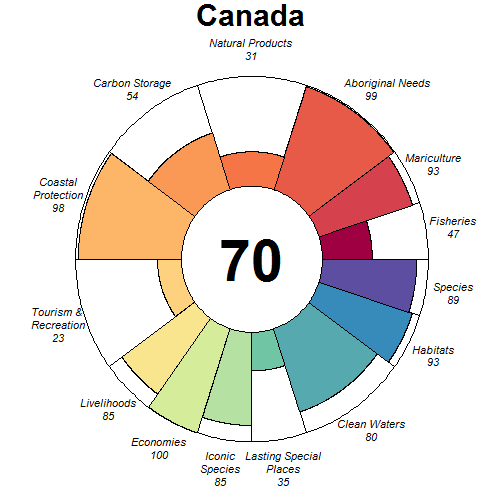 Canada
Natural Products
31
Carbon Storage
54
Aboriginal Needs
99
Mariculture
93
Coastal
Protection
98
Fisheries
47
70
Species
89
Tourism &
Recreation
23
Habitats
93
Livelihoods
85
Clean Waters
80
Economies
100
Iconic
Species
85
Lasting Special
Places
35